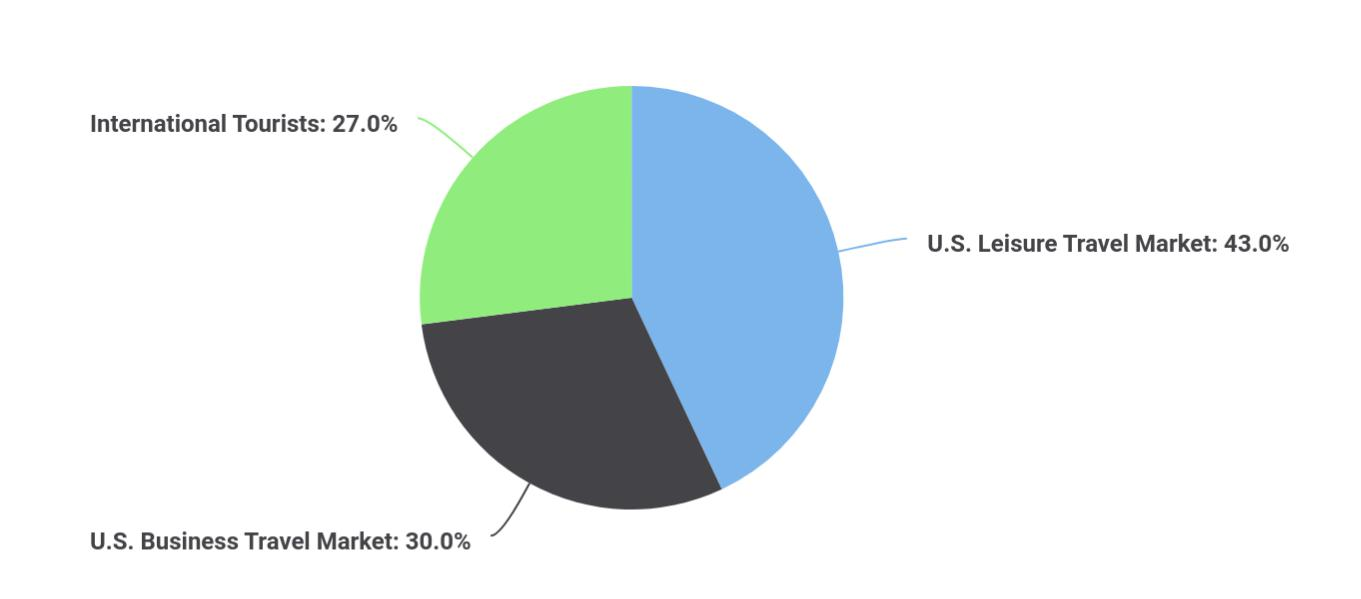 International Tourists: 27.0%
U.S. Leisure Travel Market: 43.0%
U.S. Business Travel Market: 30.0%